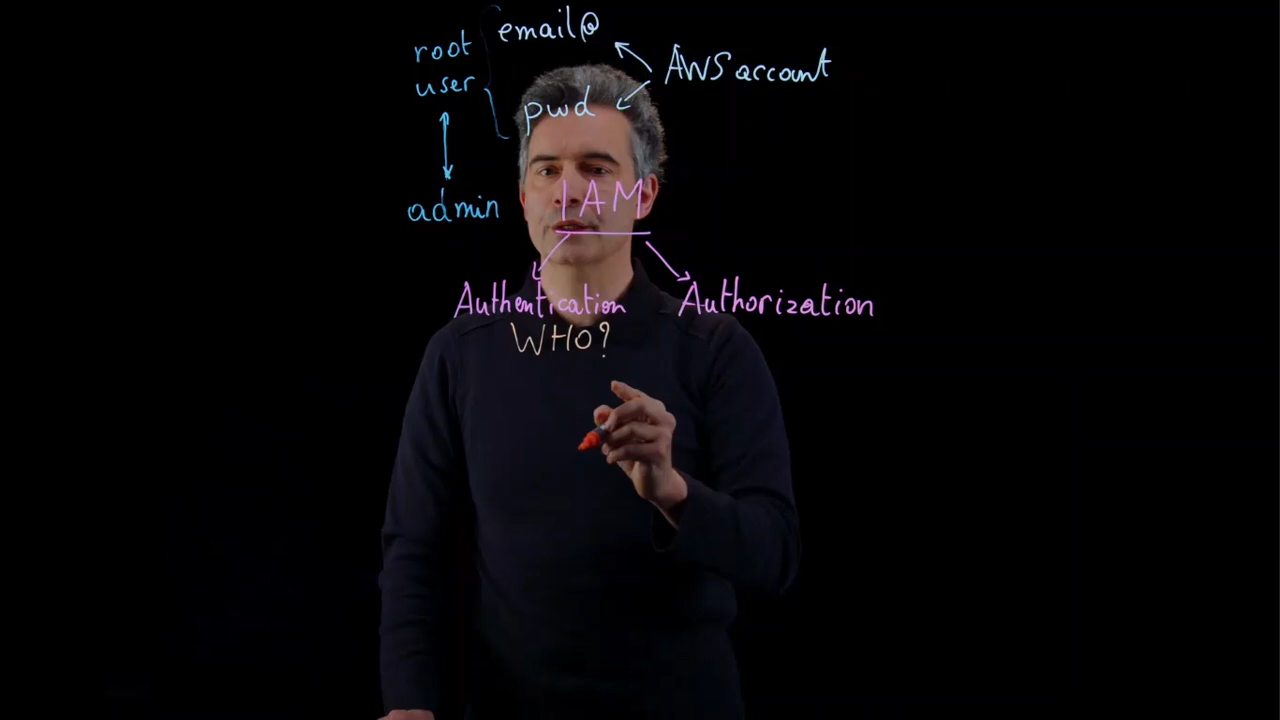 root
user
email@
pwd
AWS account
admin
IAM
Authentication
Authorization
WHO?